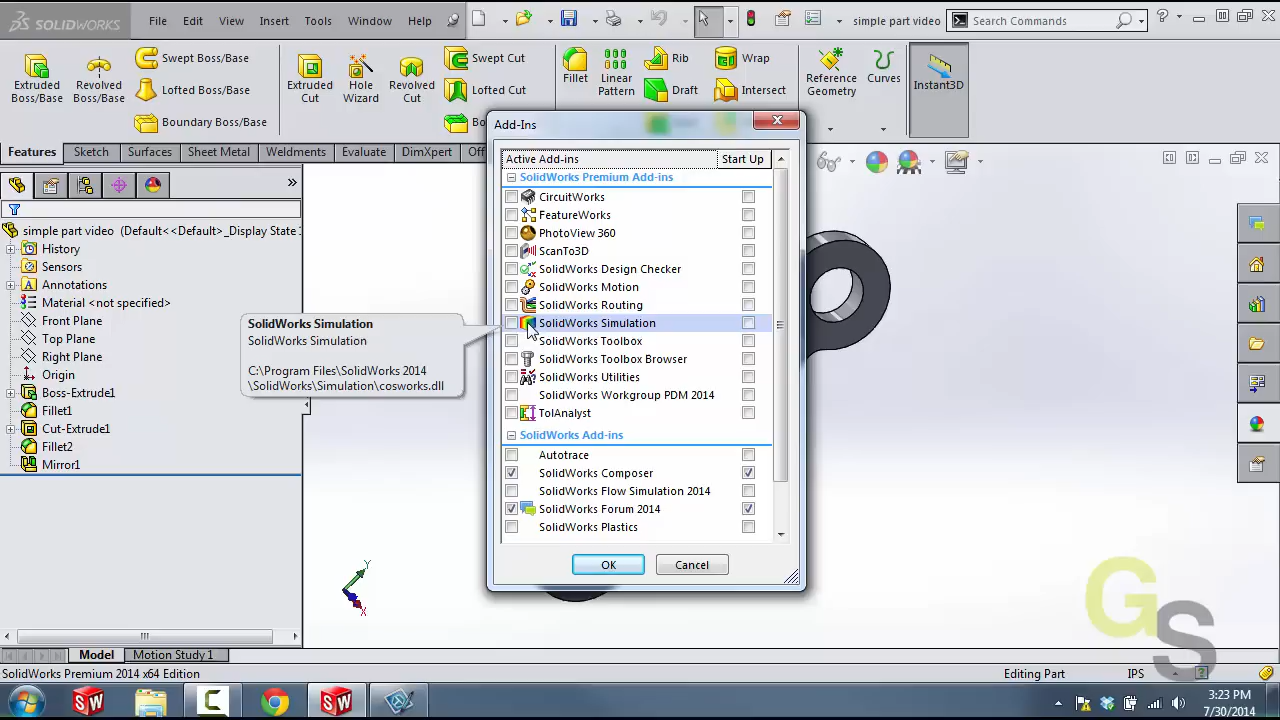 SOLIDWORKS File Edit View Insert Tools Window Help simple part video Search Commands
Extruded Boss/Base
Revolved Boss/Base
Swept Boss/Base
Lofted Boss/Base
Boundary Boss/Base
Extruded Cut
Hole Wizard
Revolved Cut
Swept Cut
Lofted Cut
Fillet
Linear Pattern
Rib
Draft
Wrap
Intersect
Reference Geometry
Curves
Instant3D
Features Sketch Surfaces Sheet Metal Weldments Evaluate DimXpert
simple part video (Default<<Default>_Display State 1
History
Sensors
Annotations
Material <not specified>
Front Plane
Top Plane
Right Plane
Origin
Boss-Extrude1
Fillet1
Cut-Extrude1
Fillet2
Mirror1
SolidWorks Simulation
SolidWorks Simulation
C:\Program Files\SolidWorks 2014
\SolidWorks\Simulation\cosworks.dll
Add-Ins
Active Add-ins Start Up
SolidWorks Premium Add-ins
CircuitWorks
FeatureWorks
PhotoView 360
ScanTo3D
SolidWorks Design Checker
SolidWorks Motion
SolidWorks Routing
SolidWorks Simulation
SolidWorks Toolbox
SolidWorks Toolbox Browser
SolidWorks Utilities
SolidWorks Workgroup PDM 2014
TolAnalyst
SolidWorks Add-ins
Autotrace
SolidWorks Composer
SolidWorks Flow Simulation 2014
SolidWorks Forum 2014
SolidWorks Plastics
OK Cancel
Y
X
GS
Model Motion Study 1
SolidWorks Premium 2014 x64 Edition Editing Part IPS
SW SW
3:23 PM
7/30/2014